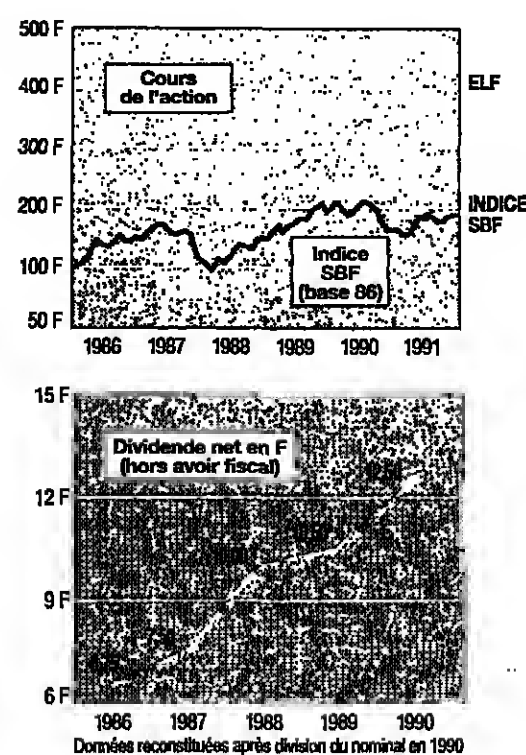 500 F
400 F
300 F
200 F
100 F
50 F
Cours
de l'action
ELF
INDICE
SBF
Indice
SBF
(base 86)
1986 1987 1988 1989 1990 1991
15 F
12 F
9 F
6 F
Dividende net en F
(hors avoir fiscal)
1986 1987 1988 1989 1990
Données reconstituées après division du nominal en 1990